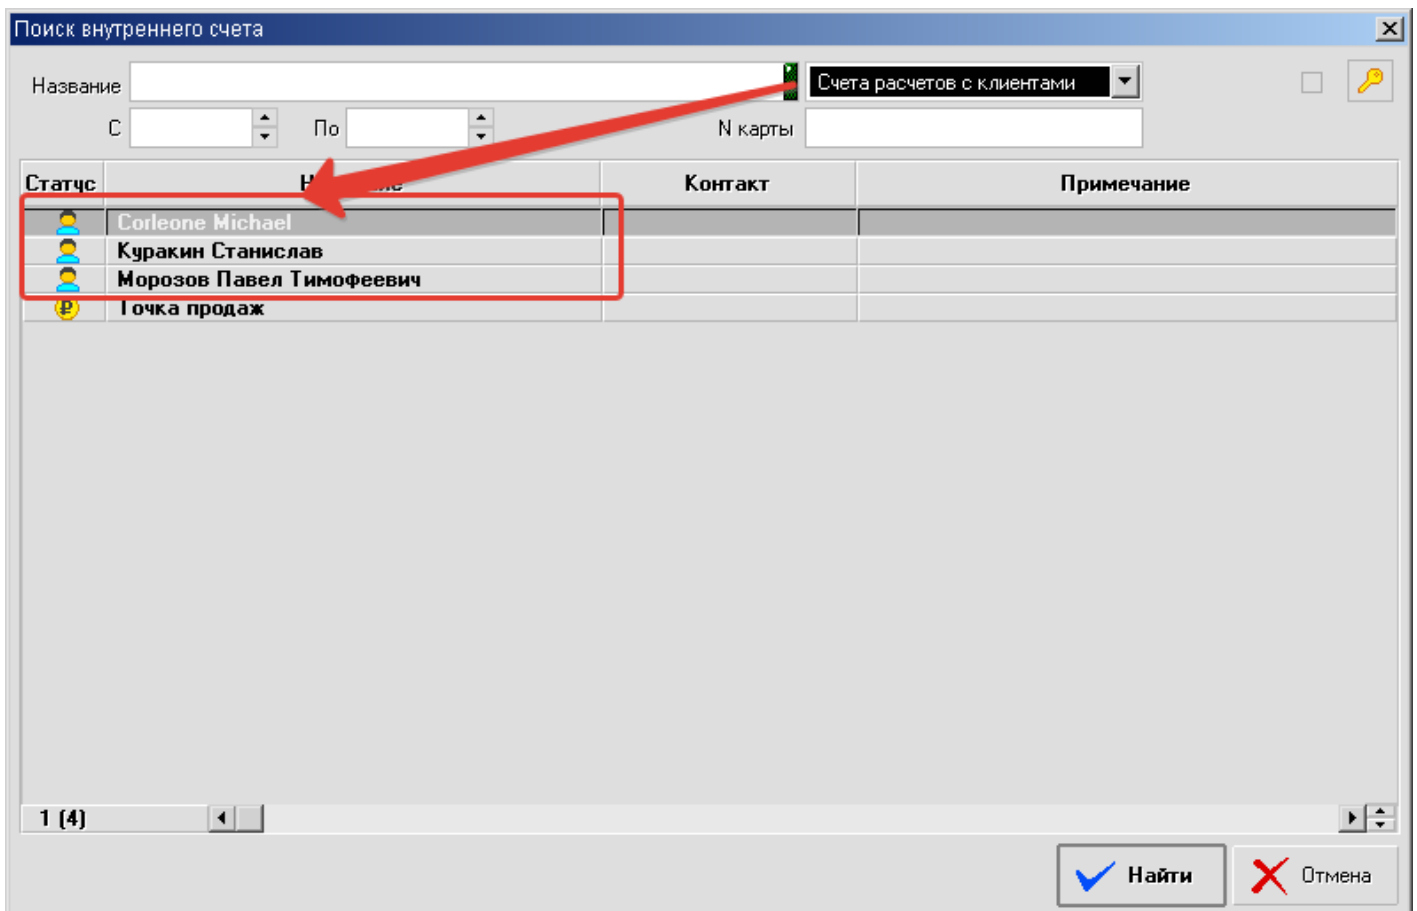 Поиск внутреннего счета
Название
Счета расчетов с клиентами
С
По
N карты
Статус
Контакт
Примечание
Corleone Michael
Куракин Станислав
Морозов Павел Тимофеевич
Точка продаж
1 (4)
Найти
Отмена